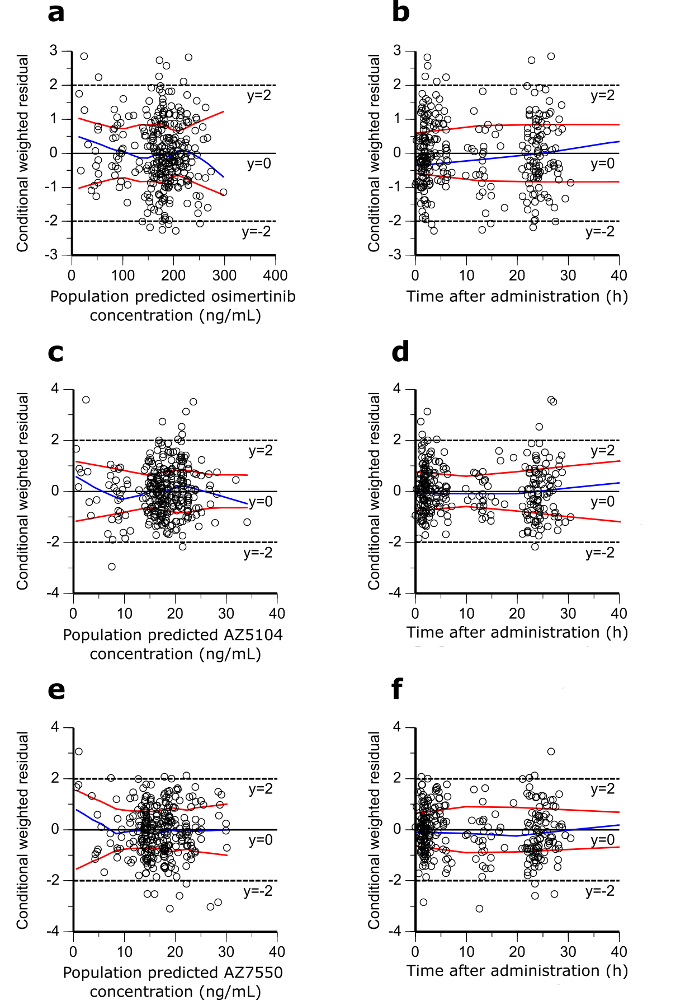 a
3
2
1
0
-1
-2
-3
y=2
y=0
y=-2
0 100 200 300 400
Conditional weighted residual
Population predicted osimertinib
concentration (ng/mL)
b
3
2
1
0
-1
-2
-3
y=2
y=0
y=-2
0 10 20 30 40
Conditional weighted residual
Time after administration (h)
c
4
2
0
-2
-4
y=2
y=0
y=-2
0 10 20 30 40
Conditional weighted residual
Population predicted AZ5104
concentration (ng/mL)
d
4
2
0
-2
-4
y=2
y=0
y=-2
0 10 20 30 40
Conditional weighted residual
Time after administration (h)
e
4
2
0
-2
-4
y=2
y=0
y=-2
0 10 20 30 40
Conditional weighted residual
Population predicted AZ7550
concentration (ng/mL)
f
4
2
0
-2
-4
y=2
y=0
y=-2
0 10 20 30 40
Conditional weighted residual
Time after administration (h)